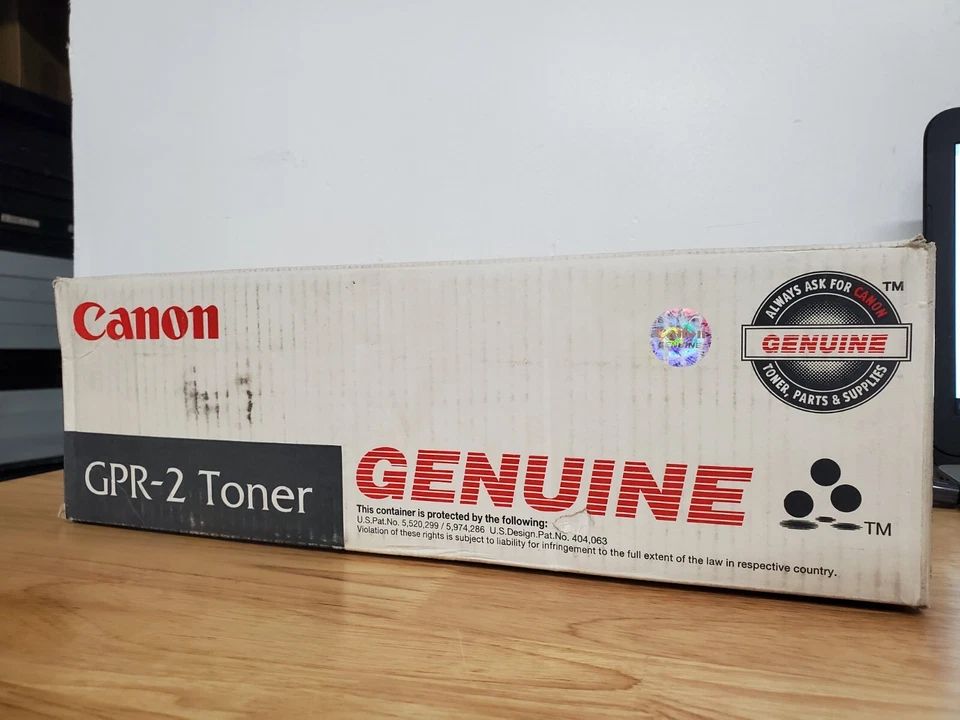 Canon
GPR-2 Toner
CANON
GENUINE
ALWAYS ASK FOR CANON
GENUINE
TONER, PARTS & SUPPLIES
TM
GENUINE
This container is protected by the following:
U.S.Pat.No. 5,520,299 / 5,974,286 U.S.Design.Pat.No. 404,063
Violation of these rights is subject to liability for infringement to the full extent of the law in respective country.
TM